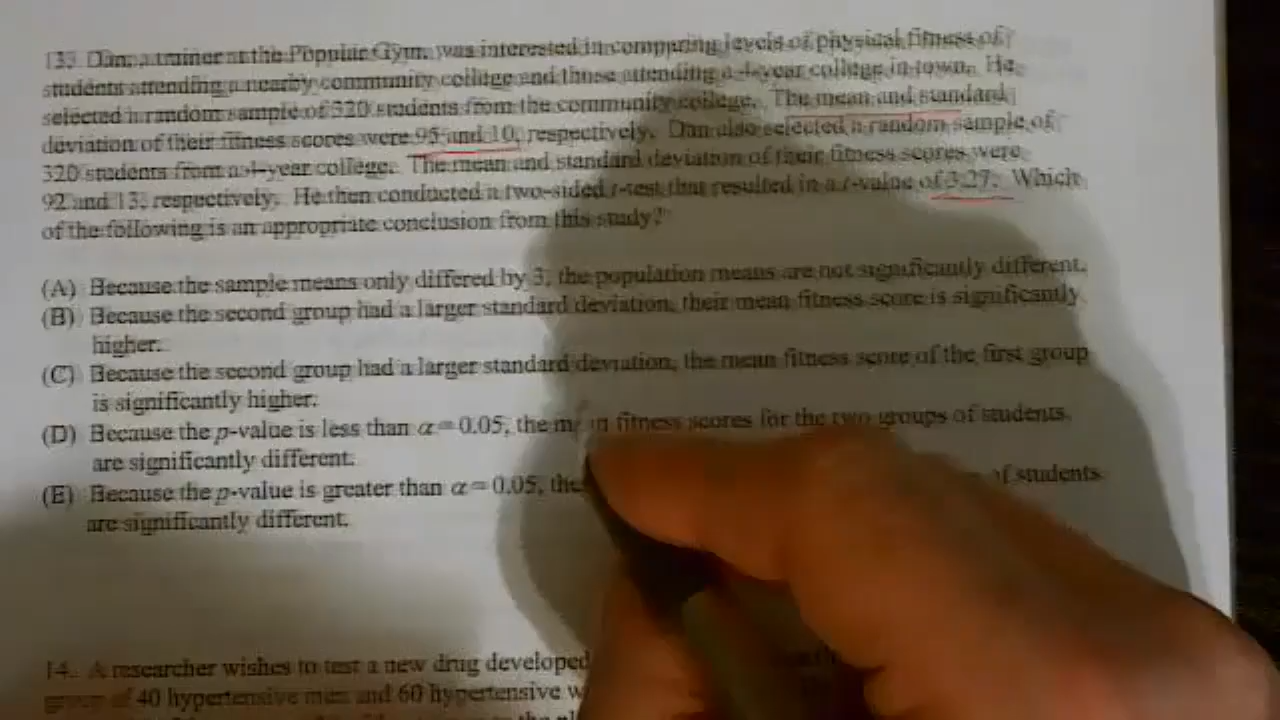 133. Dan, a trainer at the Popular Gym, was interested in comparing levels of physical fitness of
students attending a nearby community college and those attending a 4-year college in town. He
selected a random sample of 320 students from the community college. The mean and standard
deviation of their fitness scores were 95 and 10, respectively. Dan also selected a random sample of
320 students from a 4-year college. The mean and standard deviation of their fitness scores were
92 and 13, respectively. He then conducted a two-sided t-test that resulted in a t-value of 3.27. Which
of the following is an appropriate conclusion from this study?
(A) Because the sample means only differed by 3, the population means are not significantly different.
(B) Because the second group had a larger standard deviation, their mean fitness score is significantly
higher.
(C) Because the second group had a larger standard deviation, the mean fitness score of the first group
is significantly higher.
(D) Because the p-value is less than α = 0.05, the mean fitness scores for the two groups of students
are significantly different.
(E) Because the p-value is greater than α = 0.05, the of students
are significantly different.
14. A researcher wishes to test a new drug developed
group of 40 hypertensive men and 60 hypertensive w